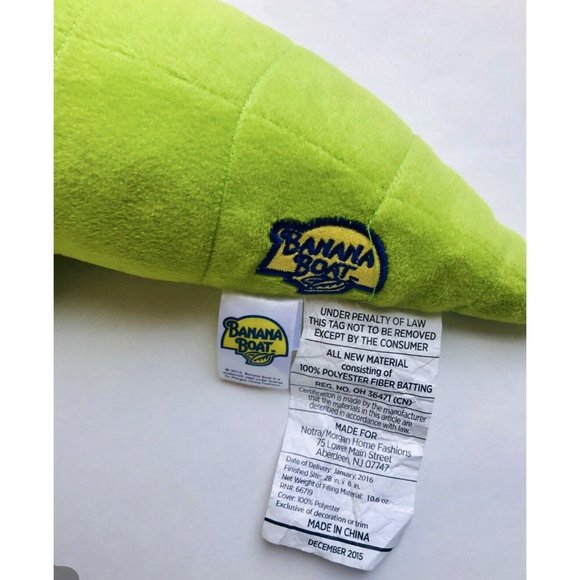 BANANA
BOAT
BANANA
BOAT
UNDER PENALTY OF LAW
THIS TAG NOT TO BE REMOVED
EXCEPT BY THE CONSUMER
ALL NEW MATERIAL
consisting of
100% POLYESTER FIBER BATTING
REG. NO. OH 36471 (CN)
Certification is made by the manufacturer
that the materials in this article are
described in accordance with law.
MADE FOR
Notra/Morgan Home Fashions
75 Lower Main Street
Aberdeen, NJ 07747
Date of Delivery: January, 2016
Finished Size: 28 in x 6 in.
Net Weight of Filling Material: 10.6 oz.
RN#: 66719
Cover: 100% Polyester
Exclusive of decoration or trim
MADE IN CHINA
DECEMBER 2015